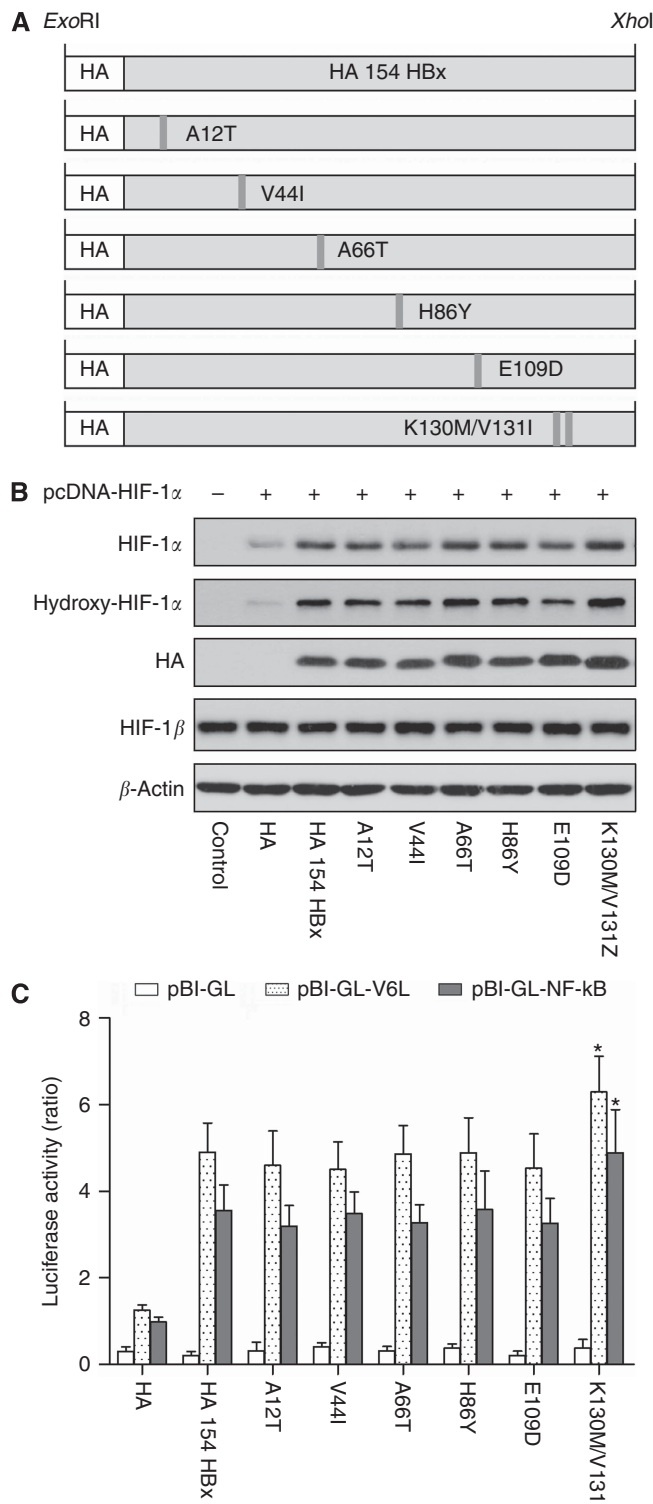 A ExoRI XhoI
HA HA 154 HBx
HA A12T
HA V44I
HA A66T
HA H86Y
HA E109D
HA K130M/V131I
B pcDNA-HIF-1α – + + + + + + + +
HIF-1α
Hydroxy-HIF-1α
HA
HIF-1β
β-Actin
Control
HA
HA 154 HBx
A12T
V44I
A66T
H86Y
E109D
K130M/V131Z
C pBI-GL pBI-GL-V6L pBI-GL-NF-kB
Luciferase activity (ratio)
8
6
4
2
0
* *
HA
HA 154 HBx
A12T
V44I
A66T
H86Y
E109D
K130M/V131